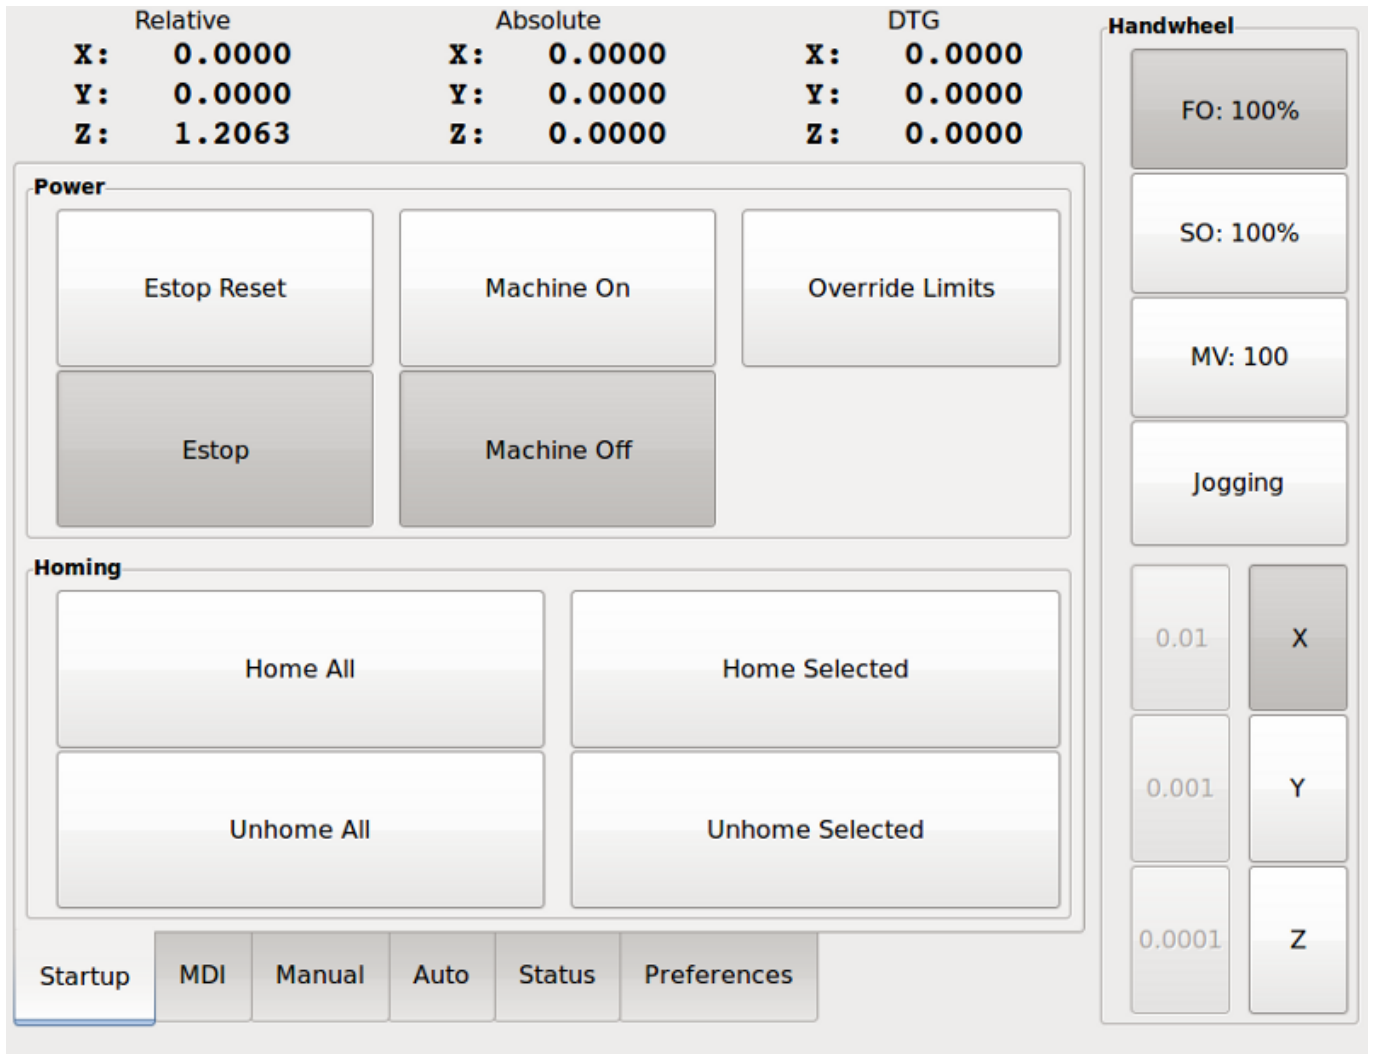 Relative Absolute DTG
X: 0.0000 X: 0.0000 X: 0.0000
Y: 0.0000 Y: 0.0000 Y: 0.0000
Z: 1.2063 Z: 0.0000 Z: 0.0000
Power
Estop Reset Machine On Override Limits
Estop Machine Off
Homing
Home All Home Selected
Unhome All Unhome Selected
Startup MDI Manual Auto Status Preferences
Handwheel
FO: 100%
SO: 100%
MV: 100
Jogging
0.01 X
0.001 Y
0.0001 Z